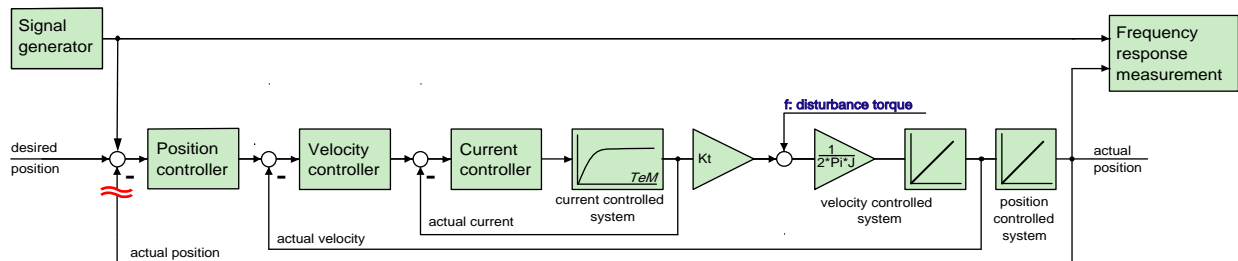 Signal
generator
Frequency
response
measurement
f: disturbance torque
desired
position
-
Position
controller
-
Velocity
controller
-
Current
controller
TeM
current controlled
system
Kt
1
2*Pi*J
velocity controlled
system
position
controlled
system
actual
position
actual current
actual velocity
actual position